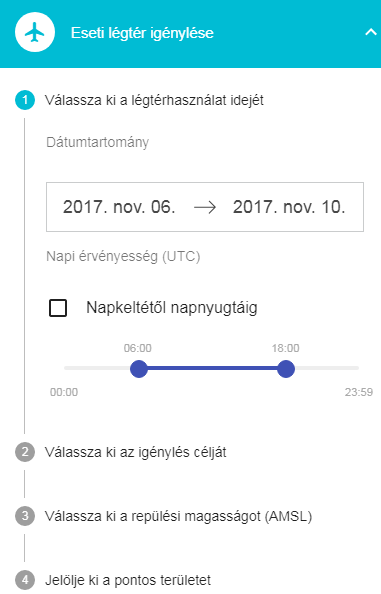 Eseti légtér igénylése
1 Válassza ki a légtérhasználat idejét
Dátumtartomány
2017. nov. 06. → 2017. nov. 10.
Napi érvényesség (UTC)
Napkeltétől napnyugtáig
06:00 18:00
00:00 23:59
2 Válassza ki az igénylés célját
3 Válassza ki a repülési magasságot (AMSL)
4 Jelölje ki a pontos területet